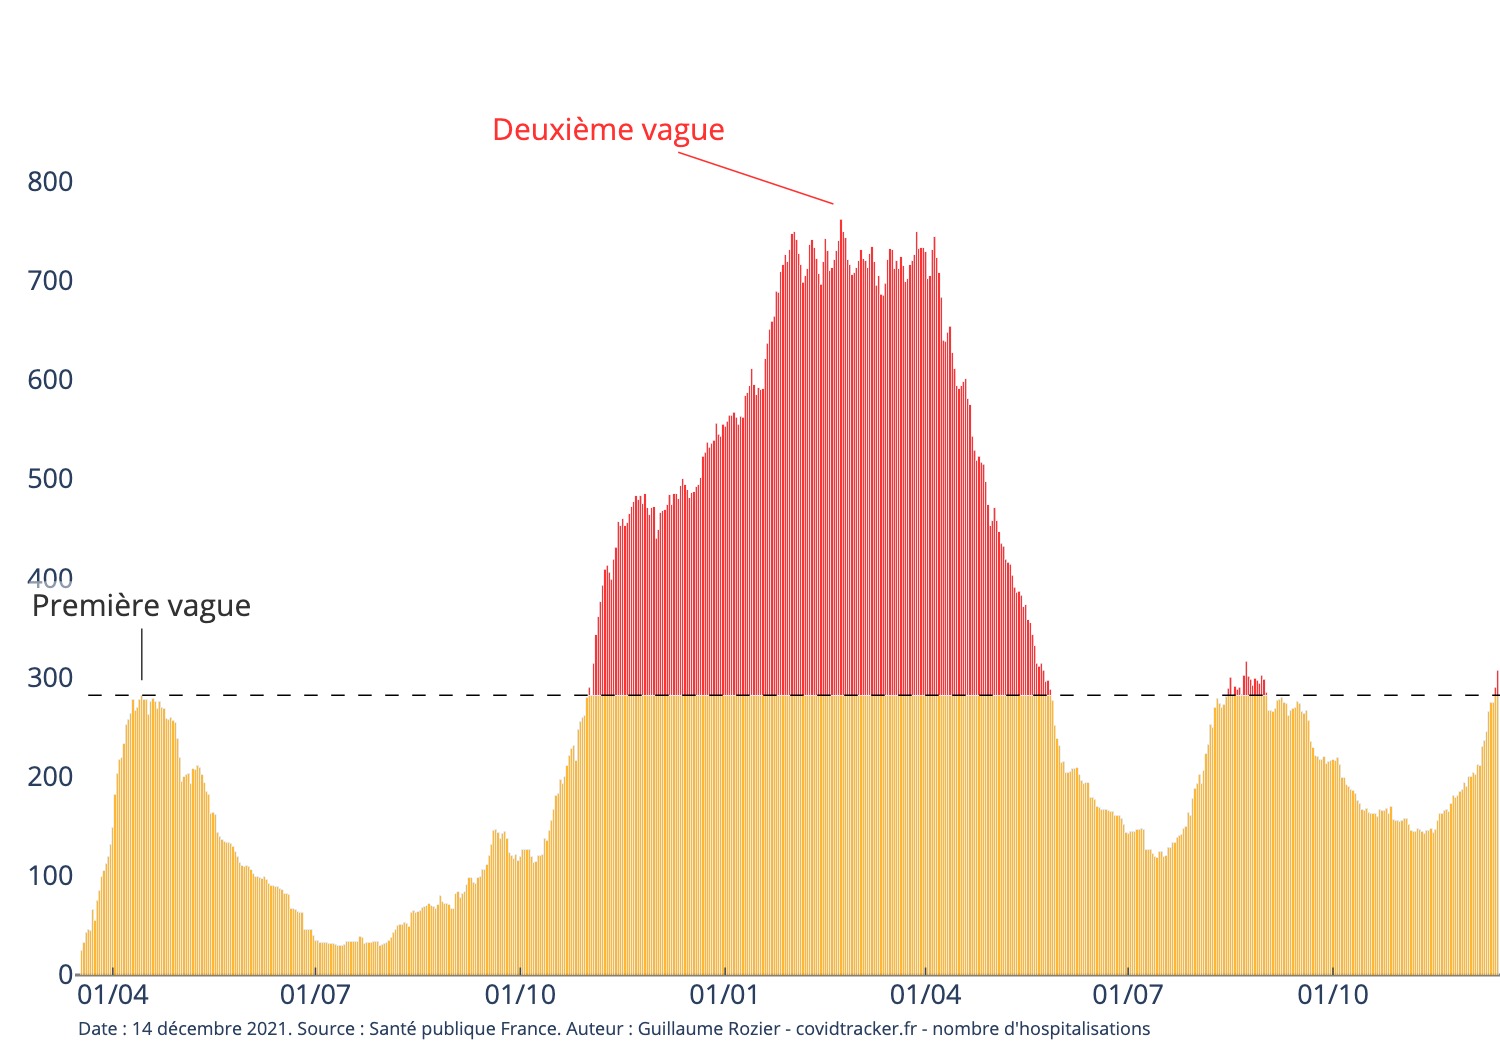 Deuxième vague
800
700
600
500
400
Première vague
300
200
100
0
01/04 01/07 01/10 01/01 01/04 01/07 01/10
Date : 14 décembre 2021. Source : Santé publique France. Auteur : Guillaume Rozier - covidtracker.fr - nombre d'hospitalisations